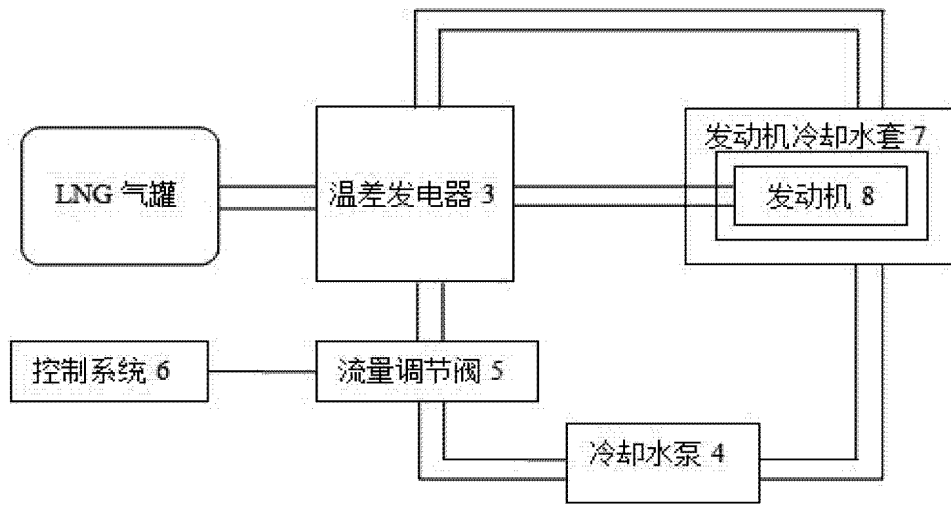 发动机冷却水套 7
LNG 气罐
温差发电器 3
发动机 8
控制系统 6
流量调节阀 5
冷却水泵 4